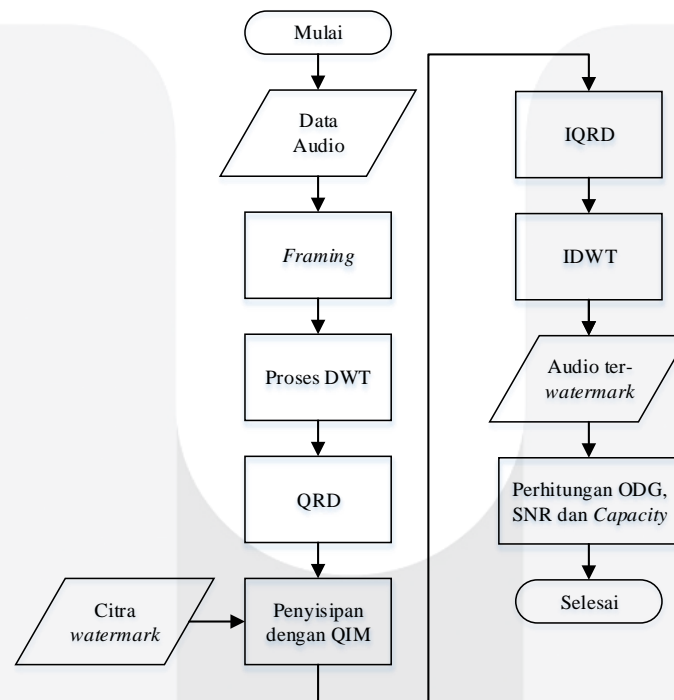 Mulai
Data
Audio
Framing
Proses DWT
QRD
Citra
watermark
Penyisipan
dengan QIM
IQRD
IDWT
Audio ter-
watermark
Perhitungan ODG,
SNR dan Capacity
Selesai